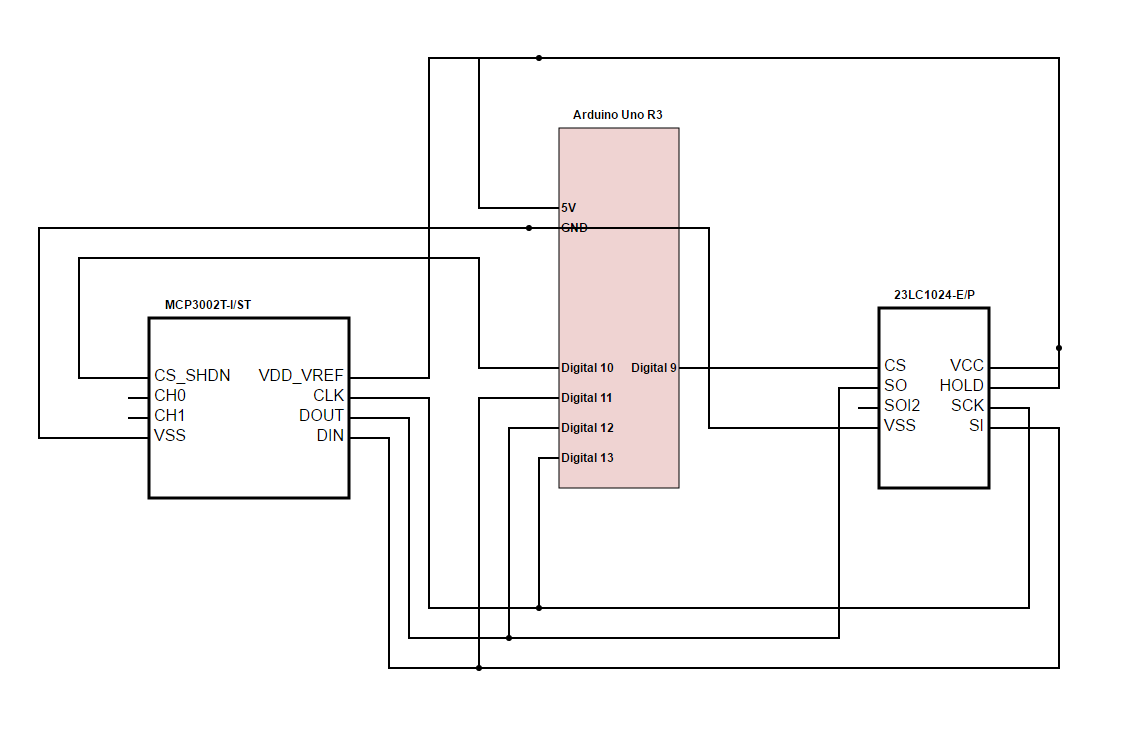 Arduino Uno R3
5V
GND
Digital 10
Digital 9
Digital 11
Digital 12
Digital 13
MCP3002T-I/ST
CS_SHDN
VDD_VREF
CH0
CLK
CH1
DOUT
VSS
DIN
23LC1024-E/P
CS
VCC
SO
HOLD
SOI2
SCK
VSS
SI